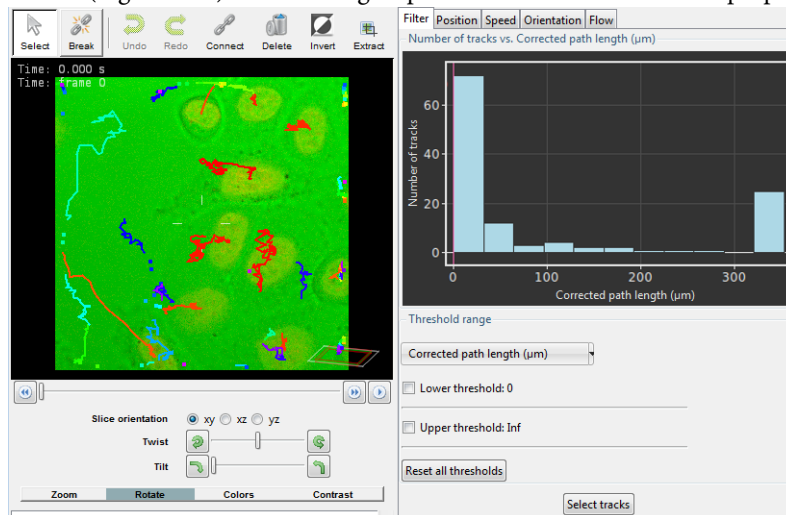 Filter Position Speed Orientation Flow
Select Break Undo Redo Connect Delete Invert Extract
Time: 0.000 s
Time: frame 0
Number of tracks vs. Corrected path length (µm)
Number of tracks
60
40
20
0
0 100 200 300
Corrected path length (µm)
Threshold range
Corrected path length (µm)
Lower threshold: 0
Upper threshold: Inf
Reset all thresholds
Select tracks
Slice orientation xy xz yz
Twist
Tilt
Zoom Rotate Colors Contrast